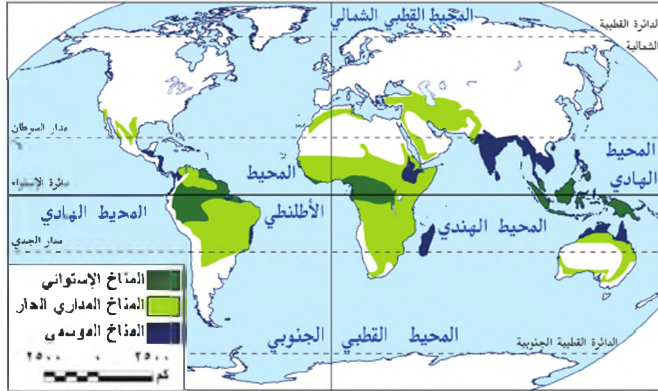 المحيط القطبي الشمالي
الدائرة القطبية
الشمالية
مدار السرطان
المحيط
الهادي
دائرة الإستواء
المحيط
الأطلنطي
المحيط الهندي
المحيط الهادي
مدار الجدي
المناخ الإستوائي
المناخ المداري الحار
المناخ الموسمي
المحيط القطبي الجنوبي
الدائرة القطبية الجنوبية
٢٥٠٠ ٠ ٢٥٠٠
كم